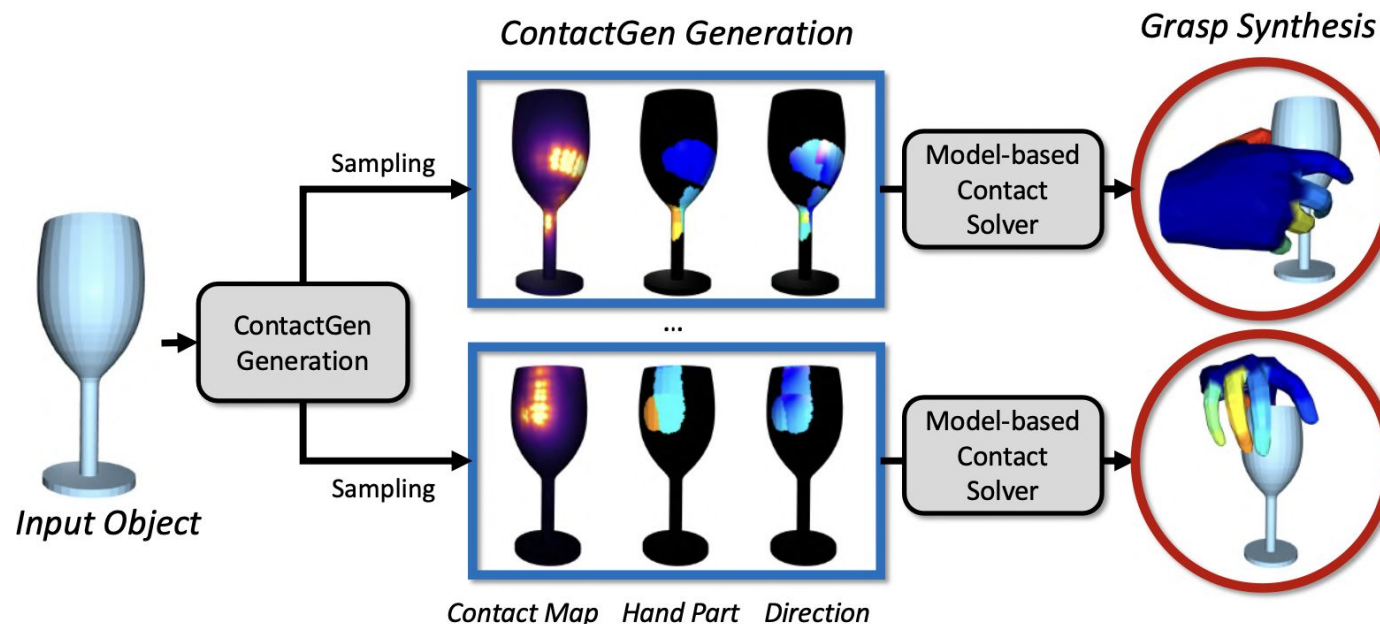 ContactGen Generation
Grasp Synthesis
Sampling
Model-based
Contact
Solver
ContactGen
Generation
...
Sampling
Model-based
Contact
Solver
Input Object
Contact Map
Hand Part
Direction